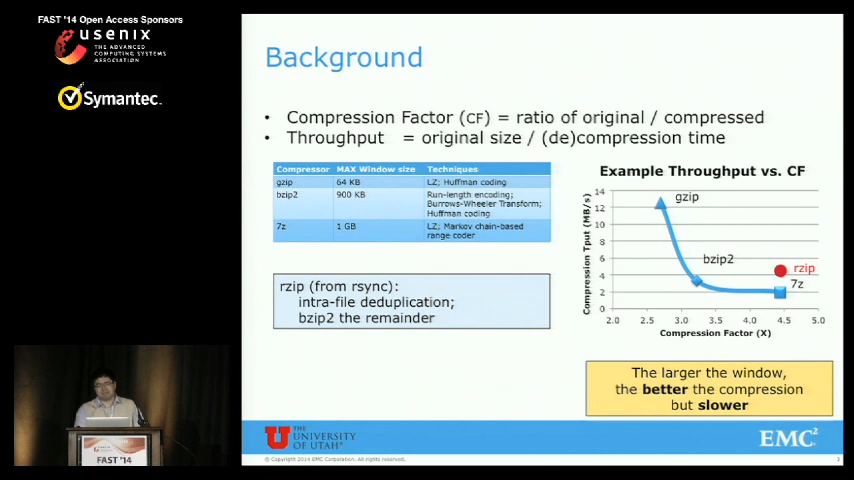 FAST '14 Open Access Sponsors
usenix
THE ADVANCED
COMPUTING SYSTEMS
ASSOCIATION
Symantec.
Background
• Compression Factor (CF) = ratio of original / compressed
• Throughput = original size / (de)compression time
Compressor MAX Window size Techniques
gzip 64 KB LZ; Huffman coding
bzip2 900 KB Run-length encoding;
Burrows-Wheeler Transform;
Huffman coding
7z 1 GB LZ; Markov chain-based
range coder
rzip (from rsync):
intra-file deduplication;
bzip2 the remainder
Example Throughput vs. CF
Compression Tput (MB/s)
14
12
10
8
6
4
2
0
gzip
bzip2
rzip
7z
2.0 2.5 3.0 3.5 4.0 4.5 5.0
Compression Factor (X)
The larger the window,
the better the compression
but slower
THE
UNIVERSITY
OF UTAH
EMC²
© Copyright 2014 EMC Corporation. All rights reserved.
usenix
FAST '14